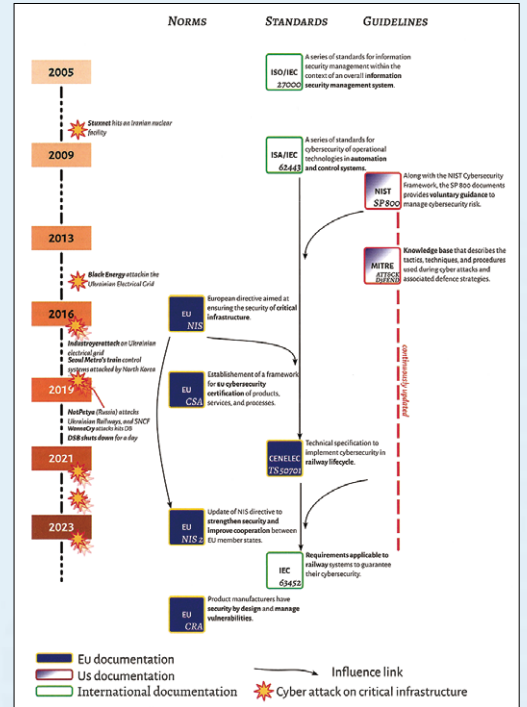 NORMS STANDARDS GUIDELINES
2005
ISO/IEC
27000
A series of standards for information
security management within the
context of an overall information
security management system.
Stuxnet hits an Iranian nuclear
facility
2009
ISA/IEC
62443
A series of standards for
cybersecurity of operational
technologies in automation
and control systems.
NIST
SP800
Along with the NIST Cybersecurity
Framework, the SP 800 documents
provides voluntary guidance to
manage cybersecurity risk.
2013
MITRE
ATT&CK
D3FEND
Knowledge base that describes the
tactics, techniques, and procedures
used during cyber attacks and
associated defence strategies.
Black Energy attackin the
Ukrainian Electrical Grid
2016
EU
NIS
European directive aimed at
ensuring the security of critical
infrastructure.
Industroyerattack on Ukrainian
electrical grid
Seoul Metro's train control
systems attacked by North Korea
continuously updated
2019
EU
CSA
Establishement of a framework
for EU cybersecurity
certification of products,
services, and processes.
NotPetya (Russia) attacks
Ukrainian Railways, and SNCF
WannaCry attacks hits DB
DSB shuts down for a day
2021
CENELEC
TS 50701
Technical specification to
implement cybersecurity in
railway lifecycle.
2023
EU
NIS 2
Update of NIS directive to
strengthen security and
improve cooperation between
EU member states.
IEC
63452
Requirements applicable to
railway systems to guarantee
their cybersecurity.
EU
CRA
Product manufacturers have
security by design and manage
vulnerabilities.
Eu documentation
Us documentation
International documentation
Influence link
Cyber attack on critical infrastructure